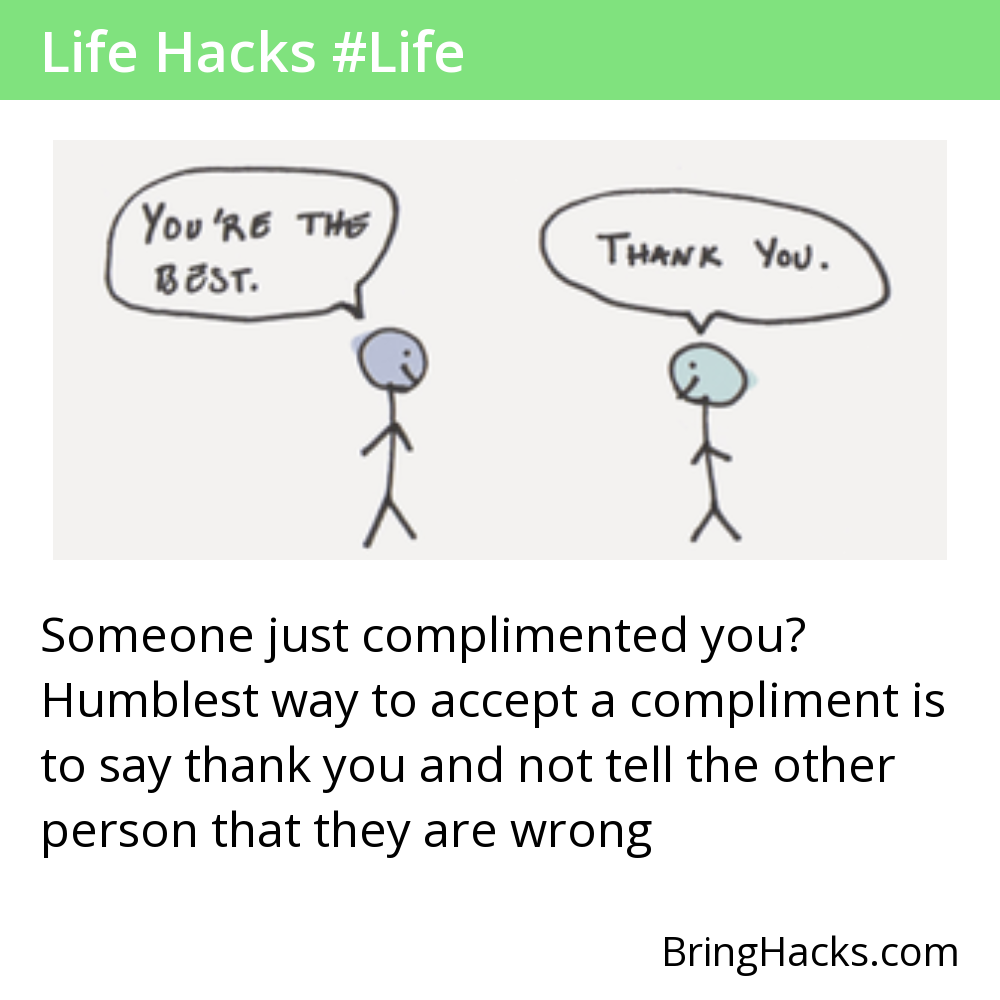 Life Hacks #Life
YOU'RE THE
BEST.
THANK YOU.
Someone just complimented you?
Humblest way to accept a compliment is
to say thank you and not tell the other
person that they are wrong
BringHacks.com